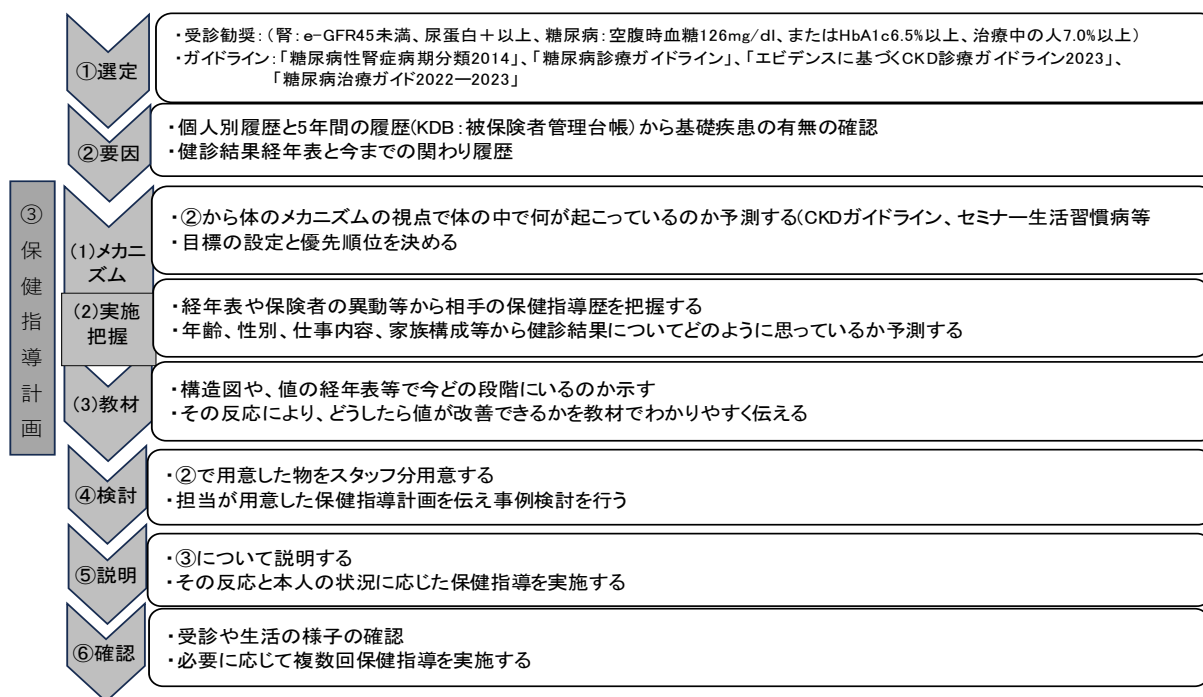 ①選定
・受診勧奨：（腎：e-GFR45未満、尿蛋白＋以上、糖尿病：空腹時血糖126mg/dl、またはHbA1c6.5%以上、治療中の人7.0%以上）
・ガイドライン：「糖尿病性腎症病期分類2014」、「糖尿病診療ガイドライン」、「エビデンスに基づくCKD診療ガイドライン2023」、
「糖尿病治療ガイド2022ー2023」
②要因
・個人別履歴と5年間の履歴(KDB：被保険者管理台帳)から基礎疾患の有無の確認
・健診結果経年表と今までの関わり履歴
③保健指導計画
(1)メカニ
ズム
・②から体のメカニズムの視点で体の中で何が起こっているのか予測する(CKDガイドライン、セミナー生活習慣病等
・目標の設定と優先順位を決める
(2)実施
把握
・経年表や保険者の異動等から相手の保健指導歴を把握する
・年齢、性別、仕事内容、家族構成等から健診結果についてどのように思っているか予測する
(3)教材
・構造図や、値の経年表等で今どの段階にいるのか示す
・その反応により、どうしたら値が改善できるかを教材でわかりやすく伝える
④検討
・②で用意した物をスタッフ分用意する
・担当が用意した保健指導計画を伝え事例検討を行う
⑤説明
・③について説明する
・その反応と本人の状況に応じた保健指導を実施する
⑥確認
・受診や生活の様子の確認
・必要に応じて複数回保健指導を実施する